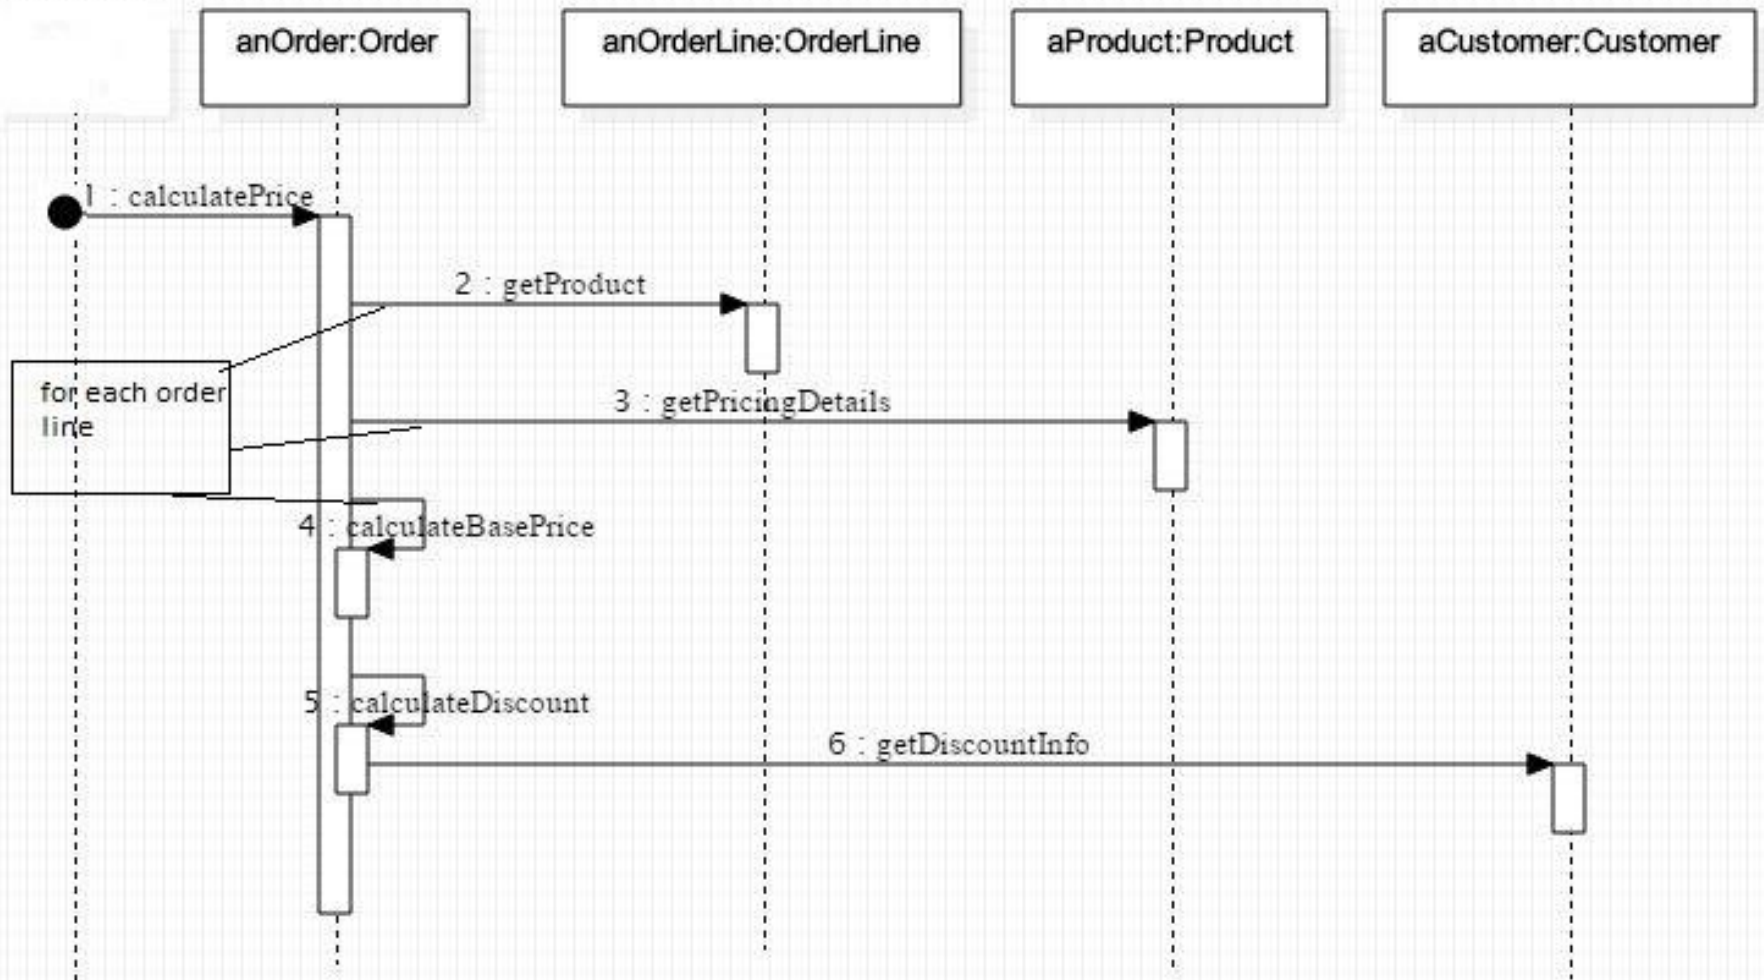 anOrder:Order
anOrderLine:OrderLine
aProduct:Product
aCustomer:Customer
1 : calculatePrice
2 : getProduct
for each order
line
3 : getPricingDetails
4 : calculateBasePrice
5 : calculateDiscount
6 : getDiscountInfo